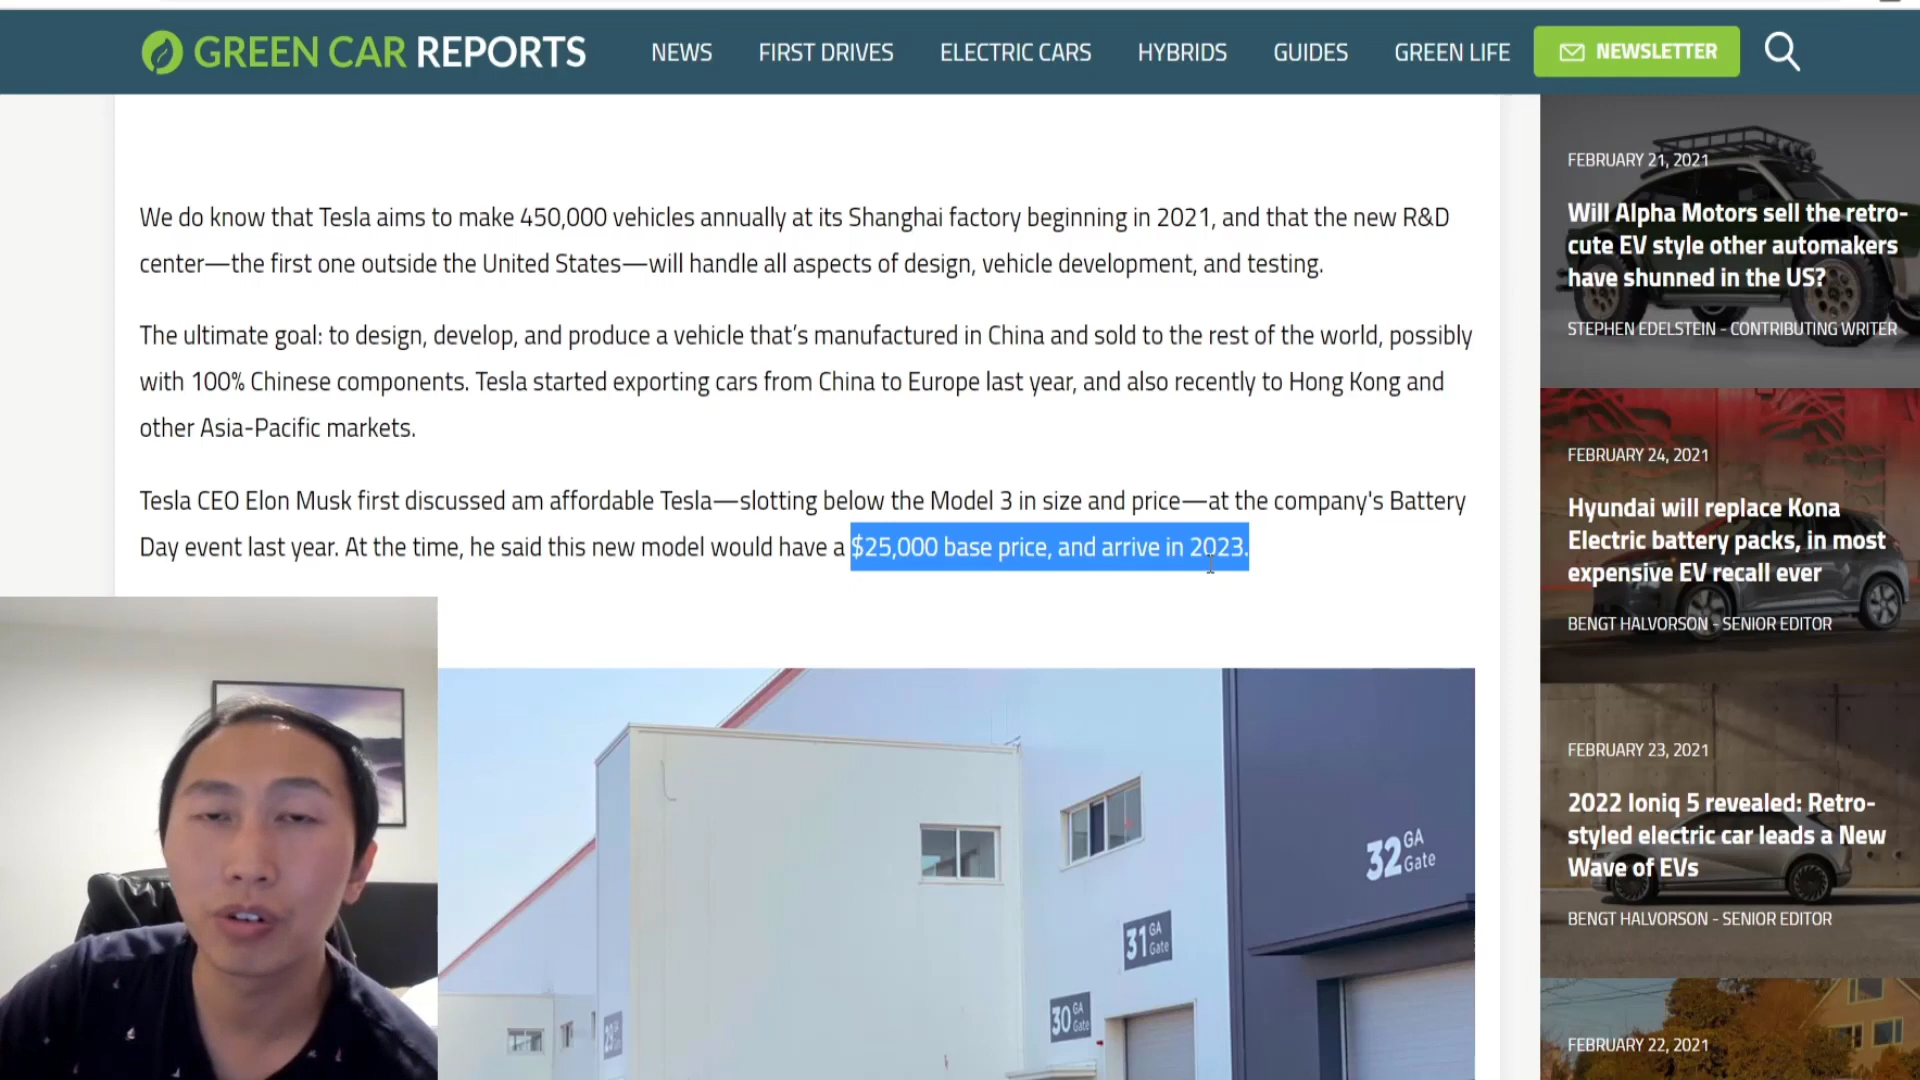 GREEN CAR REPORTS
NEWS FIRST DRIVES ELECTRIC CARS HYBRIDS GUIDES GREEN LIFE NEWSLETTER
We do know that Tesla aims to make 450,000 vehicles annually at its Shanghai factory beginning in 2021, and that the new R&D
center—the first one outside the United States—will handle all aspects of design, vehicle development, and testing.
The ultimate goal: to design, develop, and produce a vehicle that's manufactured in China and sold to the rest of the world, possibly
with 100% Chinese components. Tesla started exporting cars from China to Europe last year, and also recently to Hong Kong and
other Asia-Pacific markets.
Tesla CEO Elon Musk first discussed am affordable Tesla—slotting below the Model 3 in size and price—at the company's Battery
Day event last year. At the time, he said this new model would have a $25,000 base price, and arrive in 2023.
32 GA Gate
31 GA Gate
30 GA Gate
29
FEBRUARY 21, 2021
Will Alpha Motors sell the retro-
cute EV style other automakers
have shunned in the US?
STEPHEN EDELSTEIN - CONTRIBUTING WRITER
FEBRUARY 24, 2021
Hyundai will replace Kona
Electric battery packs, in most
expensive EV recall ever
BENGT HALVORSON - SENIOR EDITOR
FEBRUARY 23, 2021
2022 Ioniq 5 revealed: Retro-
styled electric car leads a New
Wave of EVs
BENGT HALVORSON - SENIOR EDITOR
FEBRUARY 22, 2021